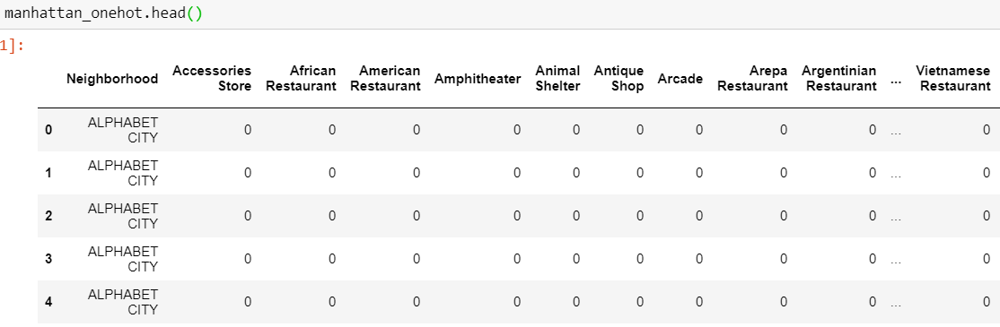 manhattan_onehot.head()
1]:
Neighborhood Accessories Store African Restaurant American Restaurant Amphitheater Animal Shelter Antique Shop Arcade Arepa Restaurant Argentinian Restaurant ... Vietnamese Restaurant
0 ALPHABET CITY 0 0 0 0 0 0 0 0 0 ... 0
1 ALPHABET CITY 0 0 0 0 0 0 0 0 0 ... 0
2 ALPHABET CITY 0 0 0 0 0 0 0 0 0 ... 0
3 ALPHABET CITY 0 0 0 0 0 0 0 0 0 ... 0
4 ALPHABET CITY 0 0 0 0 0 0 0 0 0 ... 0